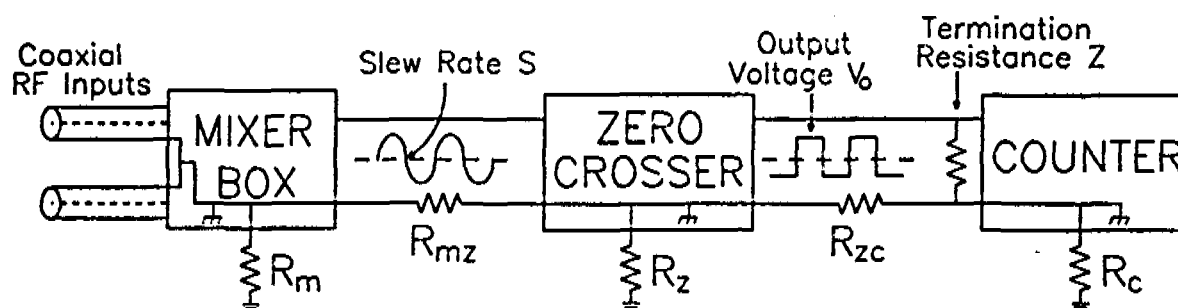 Coaxial
RF Inputs
Slew Rate S
Output
Voltage V₀
Termination
Resistance Z
MIXER
BOX
ZERO
CROSSER
COUNTER
Rmz
Rzc
Rm
Rz
Rc